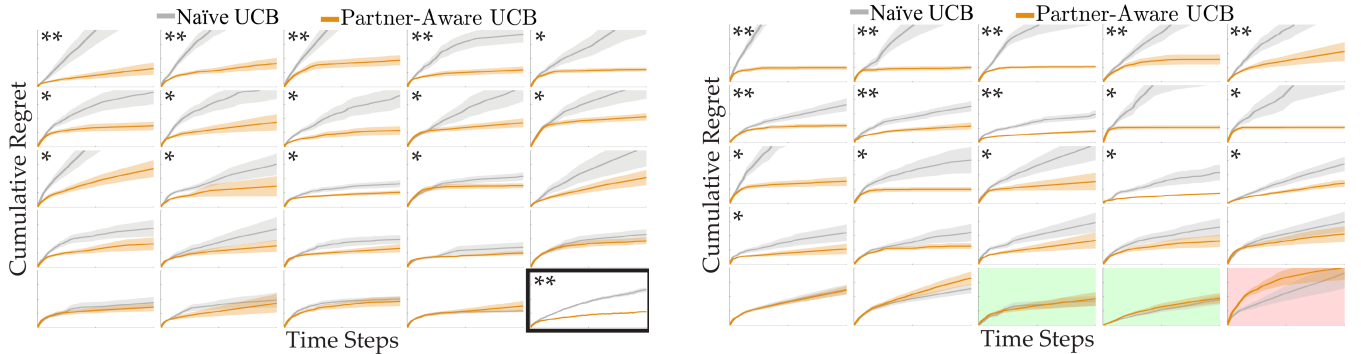 Naïve UCB Partner-Aware UCB
Cumulative Regret
** ** ** ** *
* * * * *
* * * *
**
Time Steps
Naïve UCB Partner-Aware UCB
Cumulative Regret
** ** ** ** **
** ** ** * *
* * * * *
*
Time Steps